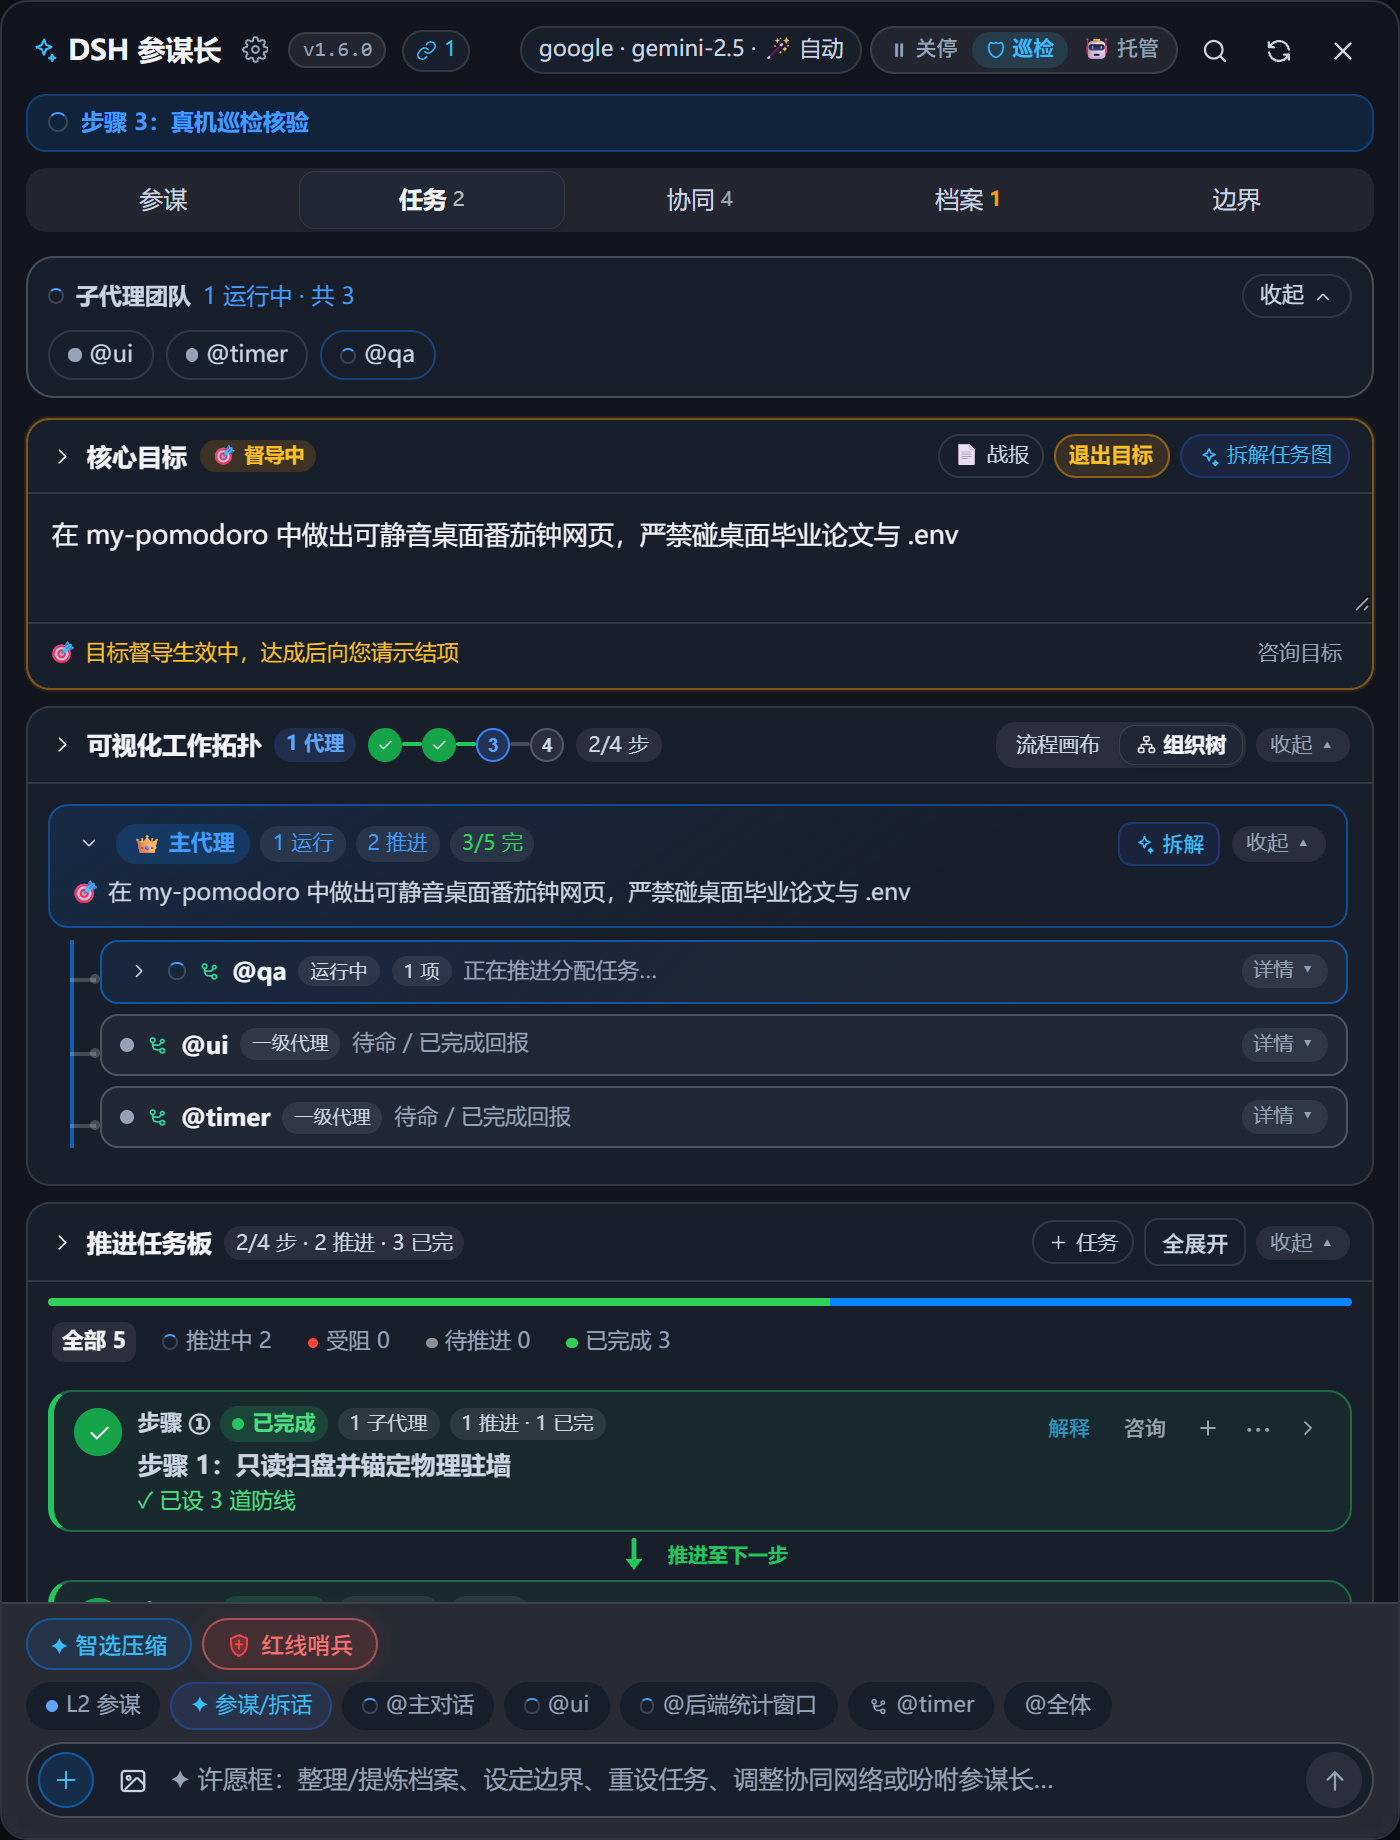 DSH 参谋长 v1.6.0 1 google · gemini-2.5 · 自动 关停 巡检 托管
步骤 3：真机巡检核验
参谋 任务 2 协同 4 档案 1 边界
子代理团队 1 运行中 · 共 3 收起
@ui @timer @qa
核心目标 督导中 战报 退出目标 拆解任务图
在 my-pomodoro 中做出可静音桌面番茄钟网页，严禁碰桌面毕业论文与 .env
目标督导生效中，达成后向您请示结项 咨询目标
可视化工作拓扑 1 代理 3 4 2/4 步 流程画布 组织树 收起
主代理 1 运行 2 推进 3/5 完 拆解 收起
在 my-pomodoro 中做出可静音桌面番茄钟网页，严禁碰桌面毕业论文与 .env
@qa 运行中 1 项 正在推进分配任务... 详情
@ui 一级代理 待命 / 已完成回报 详情
@timer 一级代理 待命 / 已完成回报 详情
推进任务板 2/4 步 · 2 推进 · 3 已完 + 任务 全展开 收起
全部 5 推进中 2 受阻 0 待推进 0 已完成 3
步骤 ① 已完成 1 子代理 1 推进 · 1 已完 解释 咨询 + ...
步骤 1：只读扫盘并锚定物理驻墙
✓ 已设 3 道防线
推进至下一步
智选压缩 红线哨兵
L2 参谋 参谋/拆话 @主对话 @ui @后端统计窗口 @timer @全体
许愿框：整理/提炼档案、设定边界、重设任务、调整协同网络或吩咐参谋长...